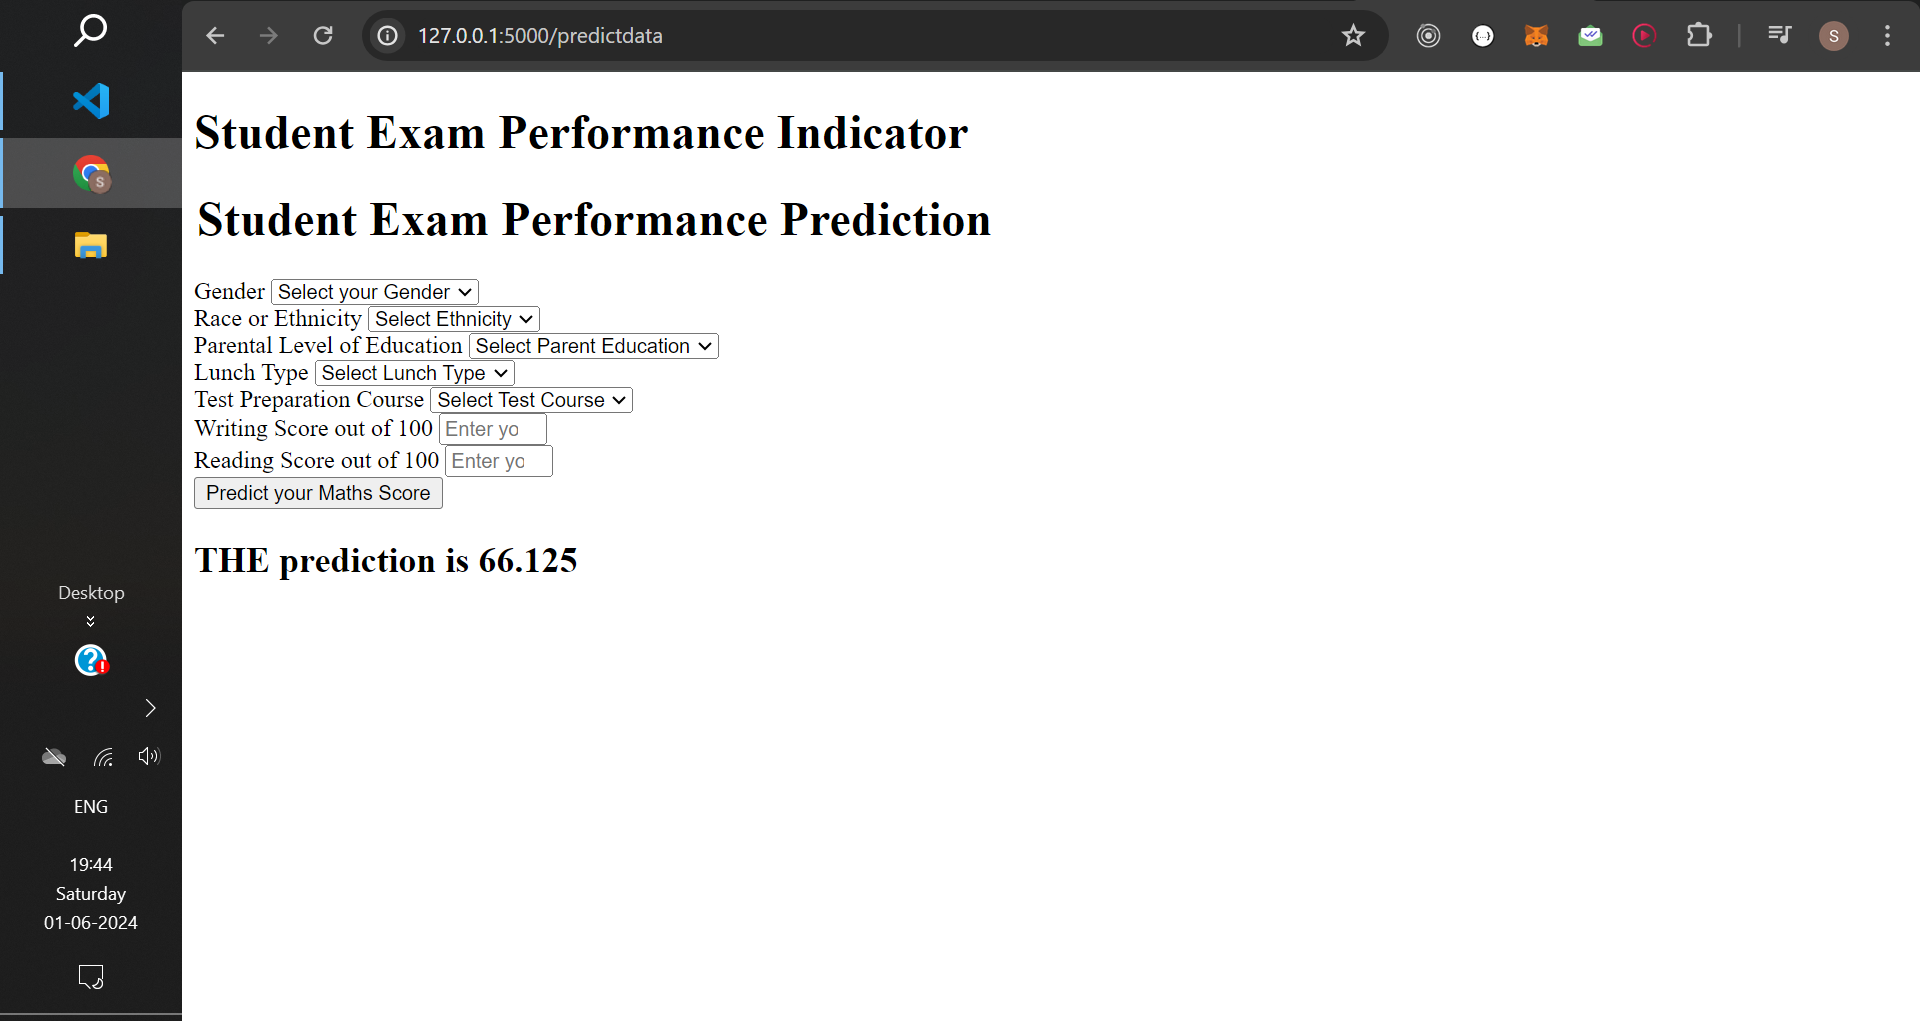 127.0.0.1:5000/predictdata
S
S
Student Exam Performance Indicator
Student Exam Performance Prediction
Gender Select your Gender
Race or Ethnicity Select Ethnicity
Parental Level of Education Select Parent Education
Lunch Type Select Lunch Type
Test Preparation Course Select Test Course
Writing Score out of 100 Enter yo
Reading Score out of 100 Enter yo
Predict your Maths Score
THE prediction is 66.125
Desktop
ENG
19:44
Saturday
01-06-2024